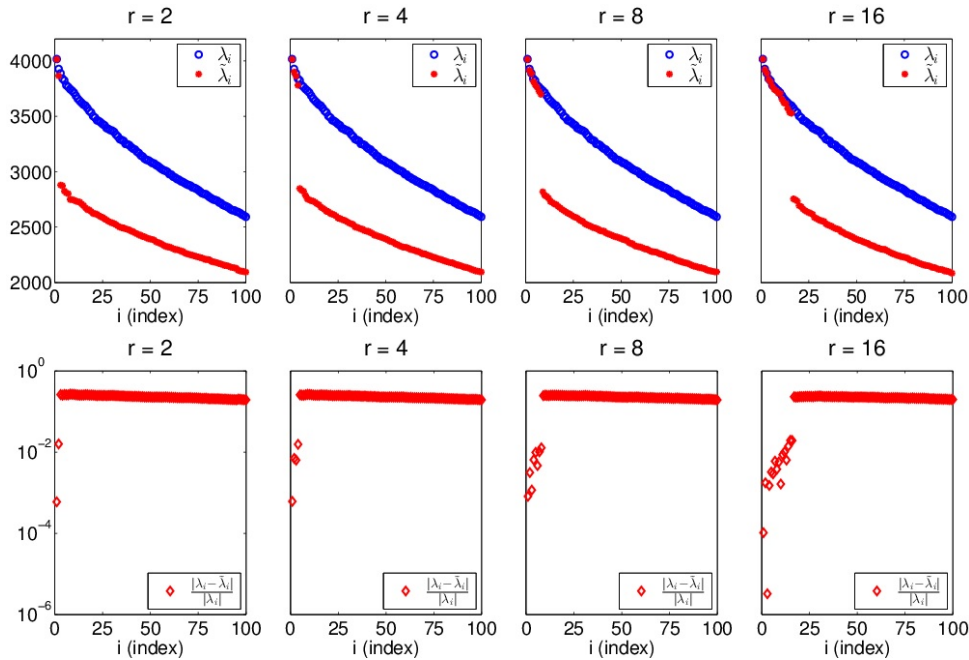 r = 2
r = 4
r = 8
r = 16
4000
3500
3000
2500
2000
λ_i
λ̃_i
λ_i
λ̃_i
λ_i
λ̃_i
λ_i
λ̃_i
0 25 50 75 100
0 25 50 75 100
0 25 50 75 100
0 25 50 75 100
i (index)
i (index)
i (index)
i (index)
r = 2
r = 4
r = 8
r = 16
10^0
10^−2
10^−4
10^−6
|λ_i−λ̃_i|
|λ_i|
|λ_i−λ̃_i|
|λ_i|
|λ_i−λ̃_i|
|λ_i|
|λ_i−λ̃_i|
|λ_i|
0 25 50 75 100
0 25 50 75 100
0 25 50 75 100
0 25 50 75 100
i (index)
i (index)
i (index)
i (index)